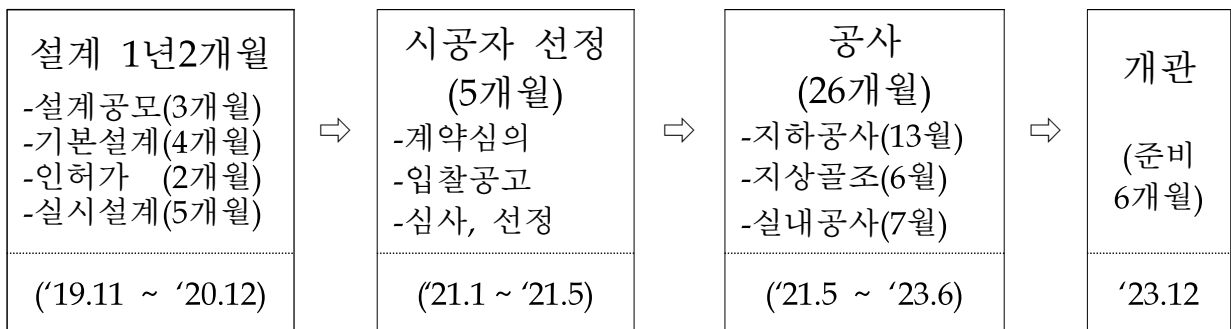 설계 1년2개월
-설계공모(3개월)
-기본설계(4개월)
-인허가 (2개월)
-실시설계(5개월)
(‘19.11 ~ ‘20.12)
⇨
시공자 선정
(5개월)
-계약심의
-입찰공고
-심사, 선정
(‘21.1 ~ ‘21.5)
⇨
공사
(26개월)
-지하공사(13월)
-지상골조(6월)
-실내공사(7월)
(‘21.5 ~ ‘23.6)
⇨
개관
(준비
6개월)
‘23.12